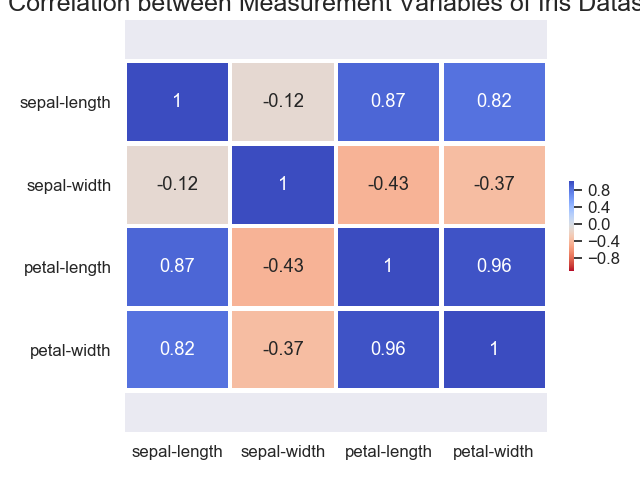 Correlation between Measurement Variables of Iris Datas
sepal-length 1 -0.12 0.87 0.82
sepal-width -0.12 1 -0.43 -0.37
petal-length 0.87 -0.43 1 0.96
petal-width 0.82 -0.37 0.96 1
sepal-length sepal-width petal-length petal-width
0.8
0.4
0.0
−0.4
−0.8